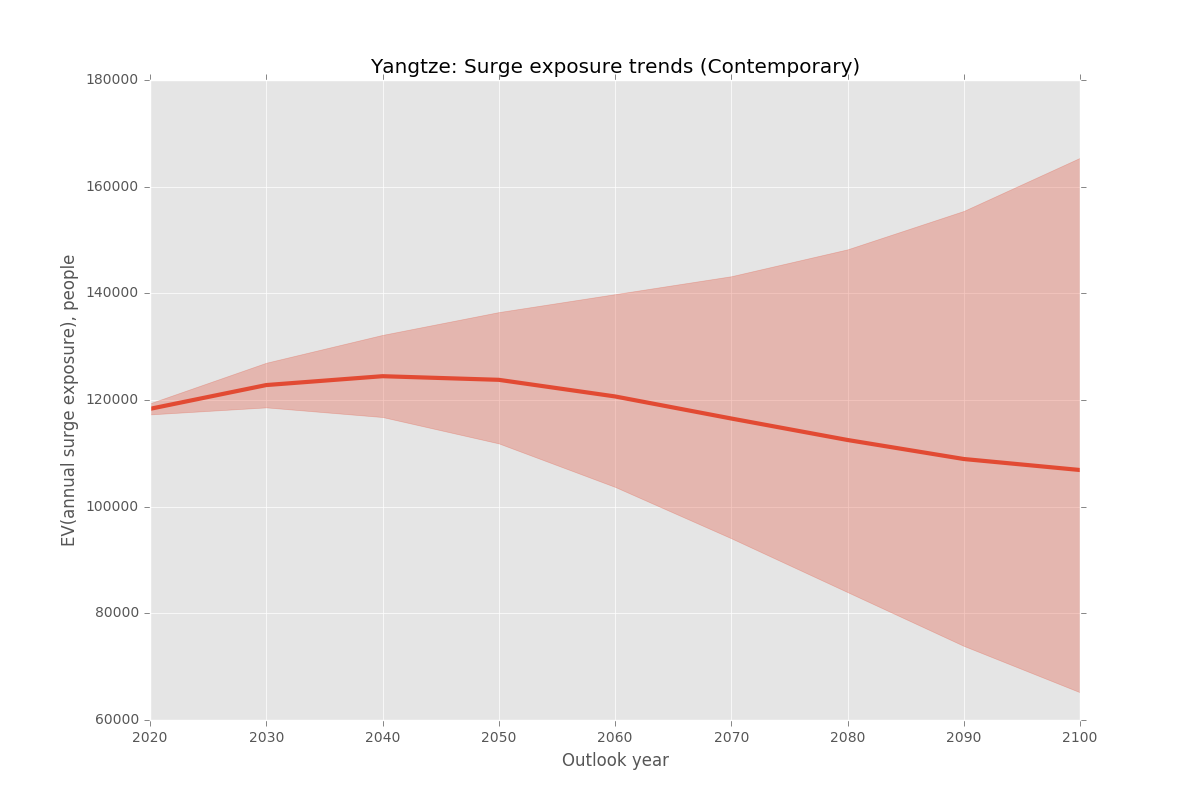 Yangtze: Surge exposure trends (Contemporary)
180000
160000
140000
120000
100000
80000
60000
EV(annual surge exposure), people
2020 2030 2040 2050 2060 2070 2080 2090 2100
Outlook year